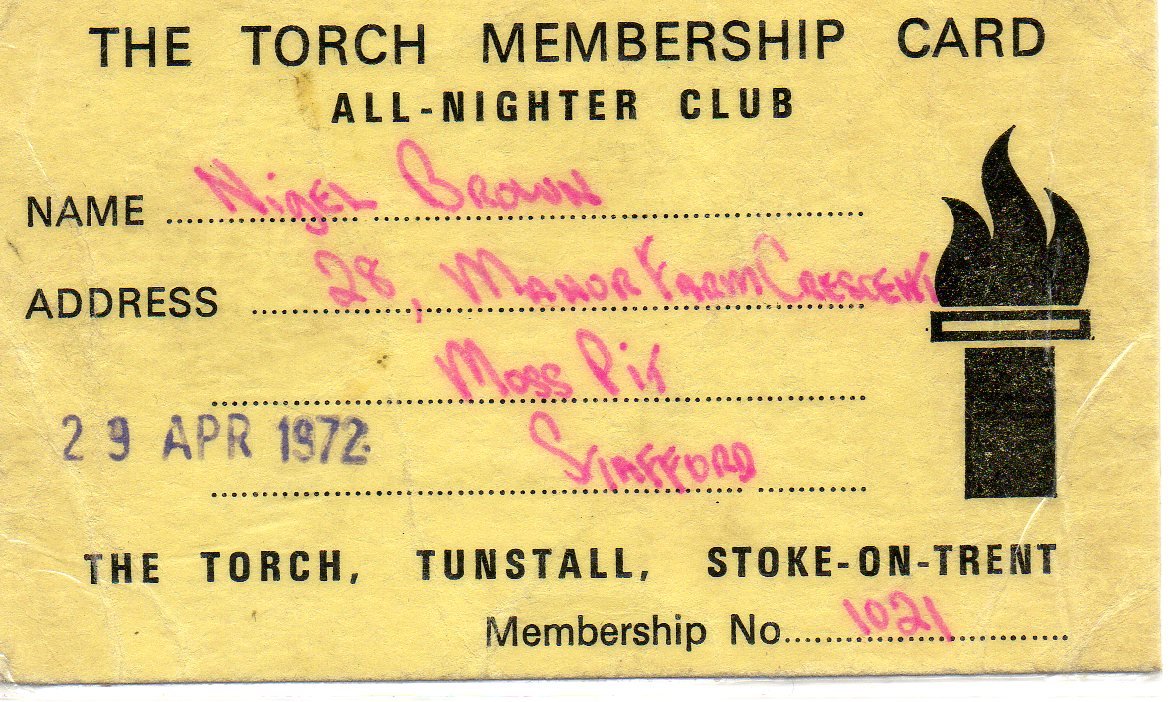 THE TORCH MEMBERSHIP CARD
ALL-NIGHTER CLUB
NAME Nigel Brown
ADDRESS 28, Manor Farm Crescent
Moss Pit
29 APR 1972
Stafford
THE TORCH, TUNSTALL, STOKE-ON-TRENT
Membership No. 1021